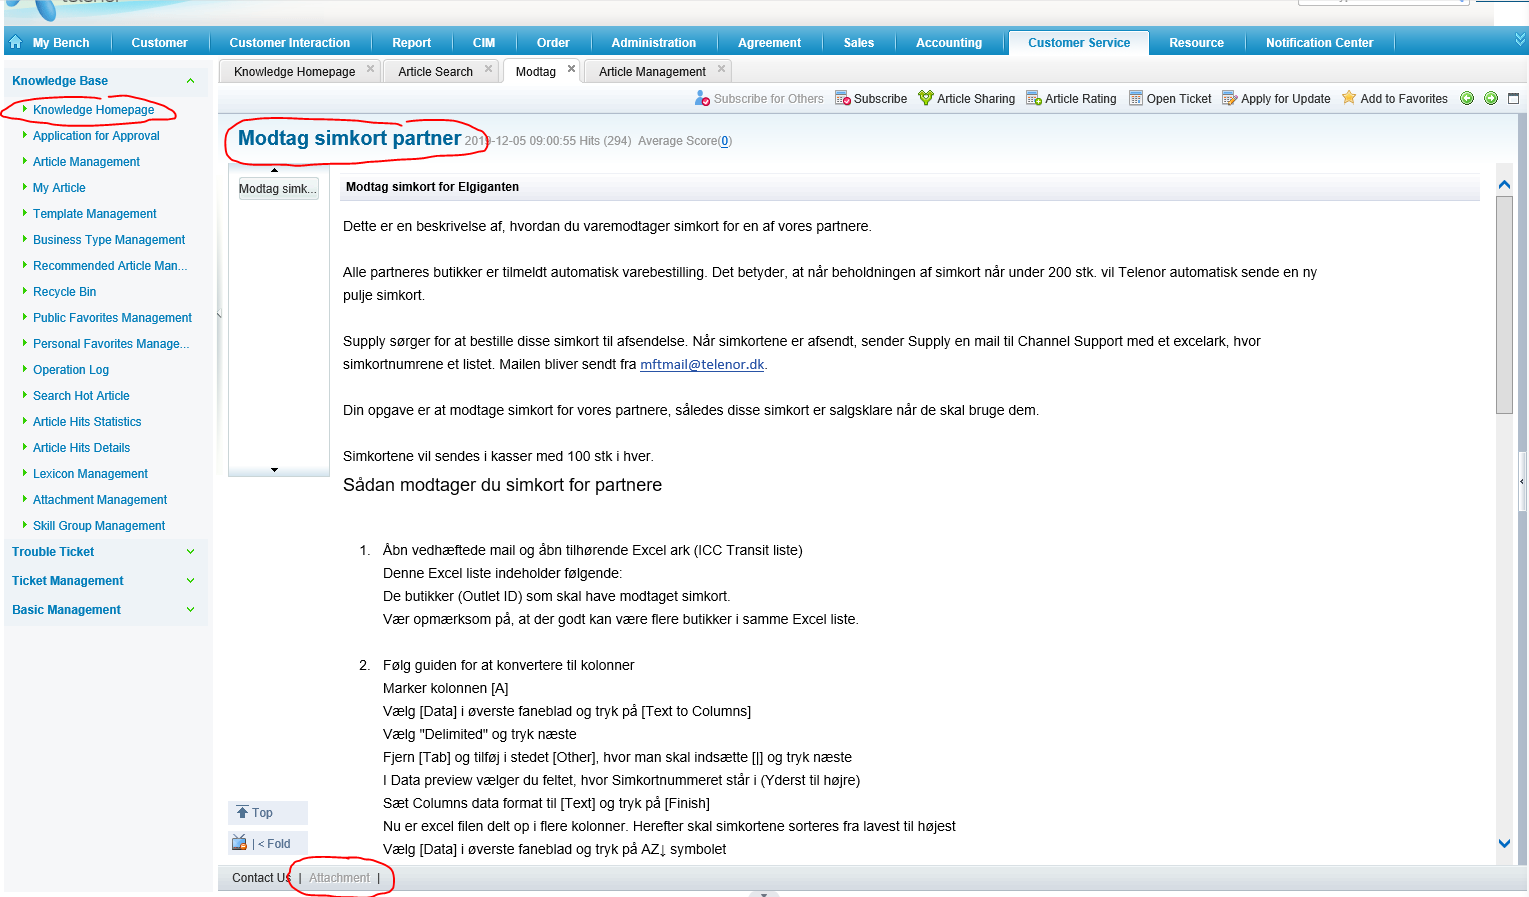 telenor
My Bench
Customer
Customer Interaction
Report
CIM
Order
Administration
Agreement
Sales
Accounting
Customer Service
Resource
Notification Center
Knowledge Base
Knowledge Homepage
Application for Approval
Article Management
My Article
Template Management
Business Type Management
Recommended Article Man...
Recycle Bin
Public Favorites Management
Personal Favorites Manage...
Operation Log
Search Hot Article
Article Hits Statistics
Article Hits Details
Lexicon Management
Attachment Management
Skill Group Management
Trouble Ticket
Ticket Management
Basic Management
Knowledge Homepage
Article Search
Modtag
Article Management
Subscribe for Others
Subscribe
Article Sharing
Article Rating
Open Ticket
Apply for Update
Add to Favorites
Modtag simkort partner 2019-12-05 09:00:55 Hits (294) Average Score(0)
Modtag simk...
Modtag simkort for Elgiganten
Dette er en beskrivelse af, hvordan du varemodtager simkort for en af vores partnere.
Alle partneres butikker er tilmeldt automatisk varebestilling. Det betyder, at når beholdningen af simkort når under 200 stk. vil Telenor automatisk sende en ny
pulje simkort.
Supply sørger for at bestille disse simkort til afsendelse. Når simkortene er afsendt, sender Supply en mail til Channel Support med et excelark, hvor
simkortnumrene et listet. Mailen bliver sendt fra mftmail@telenor.dk.
Din opgave er at modtage simkort for vores partnere, således disse simkort er salgsklare når de skal bruge dem.
Simkortene vil sendes i kasser med 100 stk i hver.
Sådan modtager du simkort for partnere
1. Åbn vedhæftede mail og åbn tilhørende Excel ark (ICC Transit liste)
Denne Excel liste indeholder følgende:
De butikker (Outlet ID) som skal have modtaget simkort.
Vær opmærksom på, at der godt kan være flere butikker i samme Excel liste.
2. Følg guiden for at konvertere til kolonner
Marker kolonnen [A]
Vælg [Data] i øverste faneblad og tryk på [Text to Columns]
Vælg "Delimited" og tryk næste
Fjern [Tab] og tilføj i stedet [Other], hvor man skal indsætte [|] og tryk næste
I Data preview vælger du feltet, hvor Simkortnummeret står i (Yderst til højre)
Sæt Columns data format til [Text] og tryk på [Finish]
Nu er excel filen delt op i flere kolonner. Herefter skal simkortene sorteres fra lavest til højest
Vælg [Data] i øverste faneblad og tryk på AZ↓ symbolet
Top
|< Fold
Contact Us | Attachment |